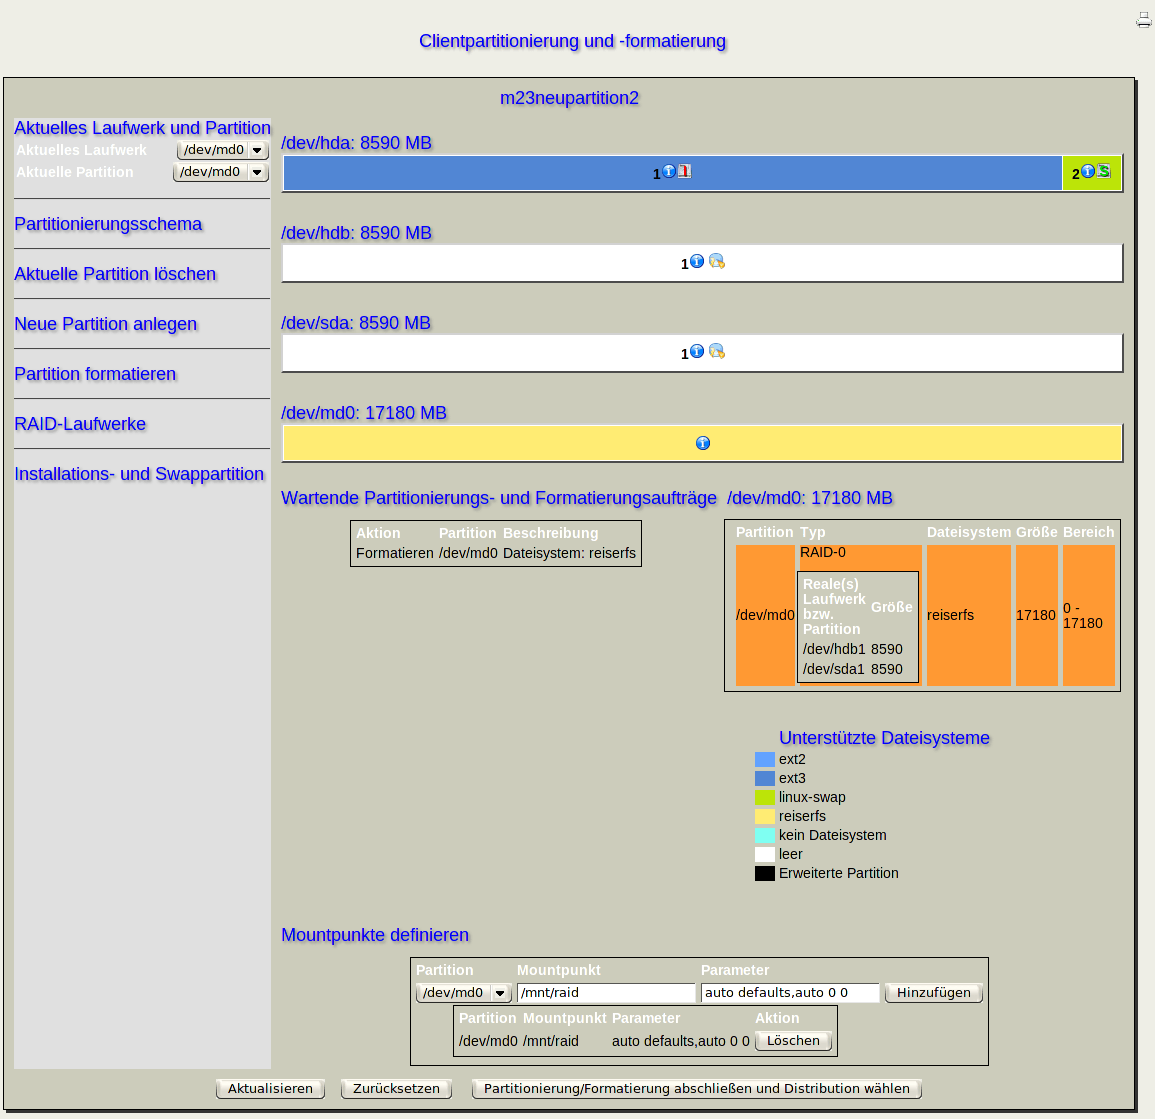 Clientpartitionierung und -formatierung
m23neupartition2
Aktuelles Laufwerk und Partition
Aktuelles Laufwerk /dev/md0
Aktuelle Partition /dev/md0
Partitionierungsschema
Aktuelle Partition löschen
Neue Partition anlegen
Partition formatieren
RAID-Laufwerke
Installations- und Swappartition
/dev/hda: 8590 MB
1 2
/dev/hdb: 8590 MB
1
/dev/sda: 8590 MB
1
/dev/md0: 17180 MB
Wartende Partitionierungs- und Formatierungsaufträge
Aktion Partition Beschreibung
Formatieren /dev/md0 Dateisystem: reiserfs
/dev/md0: 17180 MB
Partition Typ Dateisystem Größe Bereich
RAID-0
Reale(s)
Laufwerk
bzw.
Partition
Größe
/dev/hdb1 8590
/dev/sda1 8590
/dev/md0 reiserfs 17180 0 -
17180
Unterstützte Dateisysteme
ext2
ext3
linux-swap
reiserfs
kein Dateisystem
leer
Erweiterte Partition
Mountpunkte definieren
Partition Mountpunkt Parameter
/dev/md0 /mnt/raid auto defaults,auto 0 0 Hinzufügen
Partition Mountpunkt Parameter Aktion
/dev/md0 /mnt/raid auto defaults,auto 0 0 Löschen
Aktualisieren Zurücksetzen Partitionierung/Formatierung abschließen und Distribution wählen